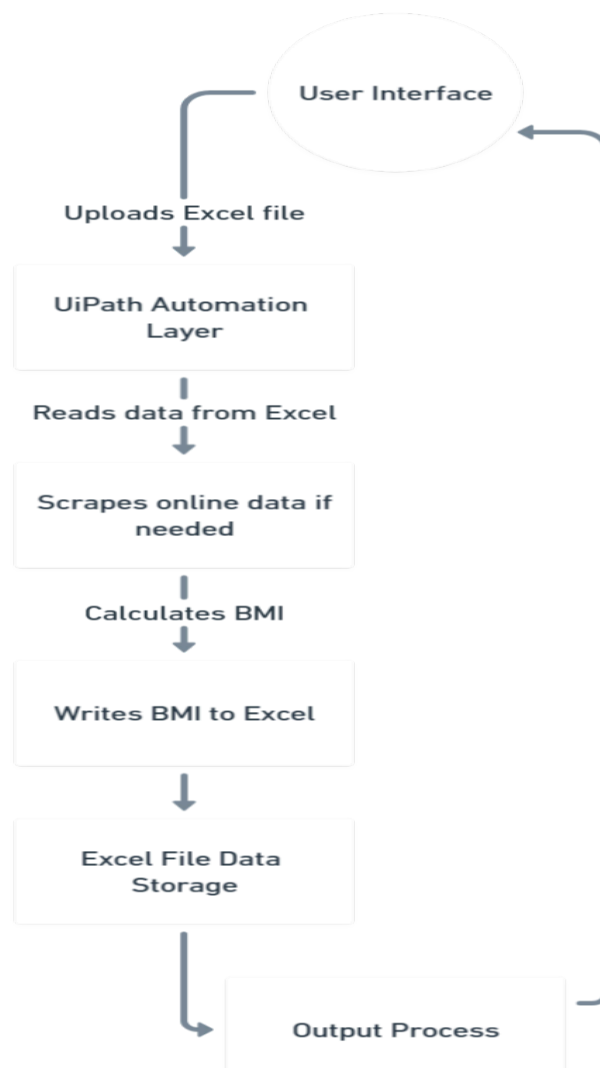 User Interface
Uploads Excel file
UiPath Automation
Layer
Reads data from Excel
Scrapes online data if
needed
Calculates BMI
Writes BMI to Excel
Excel File Data
Storage
Output Process